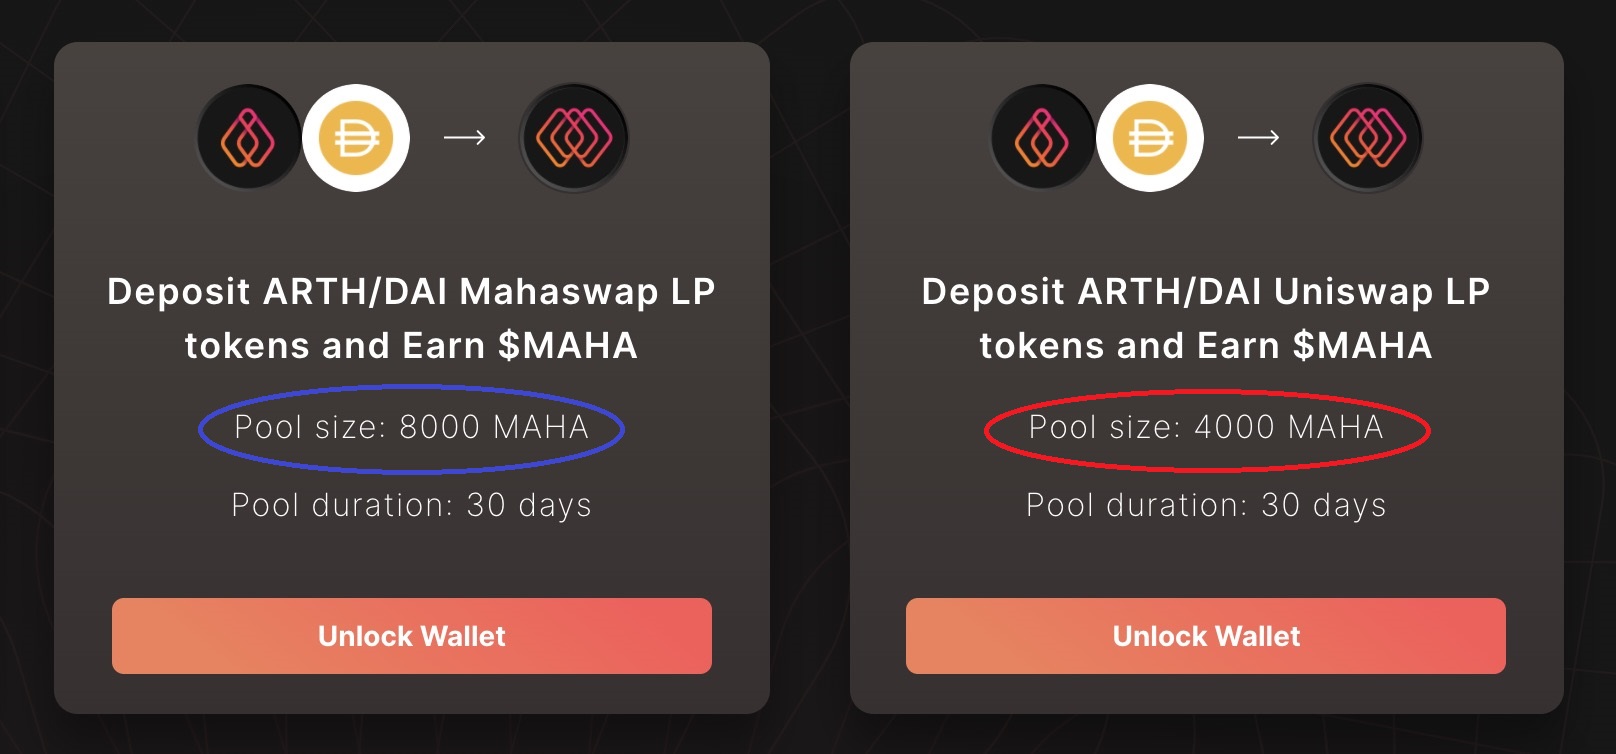 Deposit ARTH/DAI Mahaswap LP
tokens and Earn $MAHA
Pool size: 8000 MAHA
Pool duration: 30 days
Unlock Wallet
Deposit ARTH/DAI Uniswap LP
tokens and Earn $MAHA
Pool size: 4000 MAHA
Pool duration: 30 days
Unlock Wallet